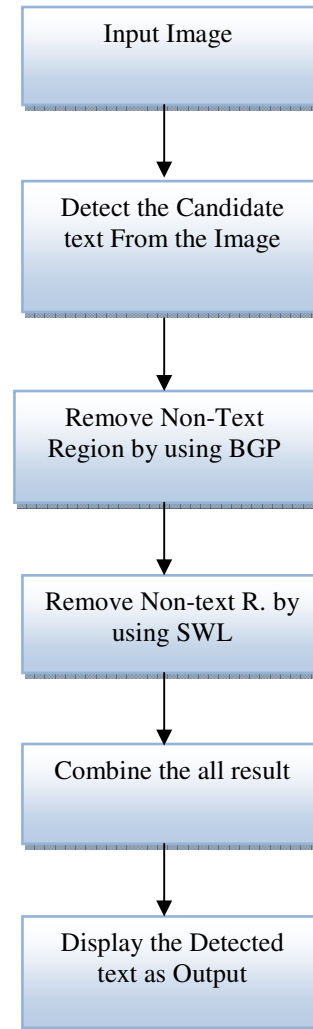 Input Image
Detect the Candidate
text From the Image
Remove Non-Text
Region by using BGP
Remove Non-text R. by
using SWL
Combine the all result
Display the Detected
text as Output